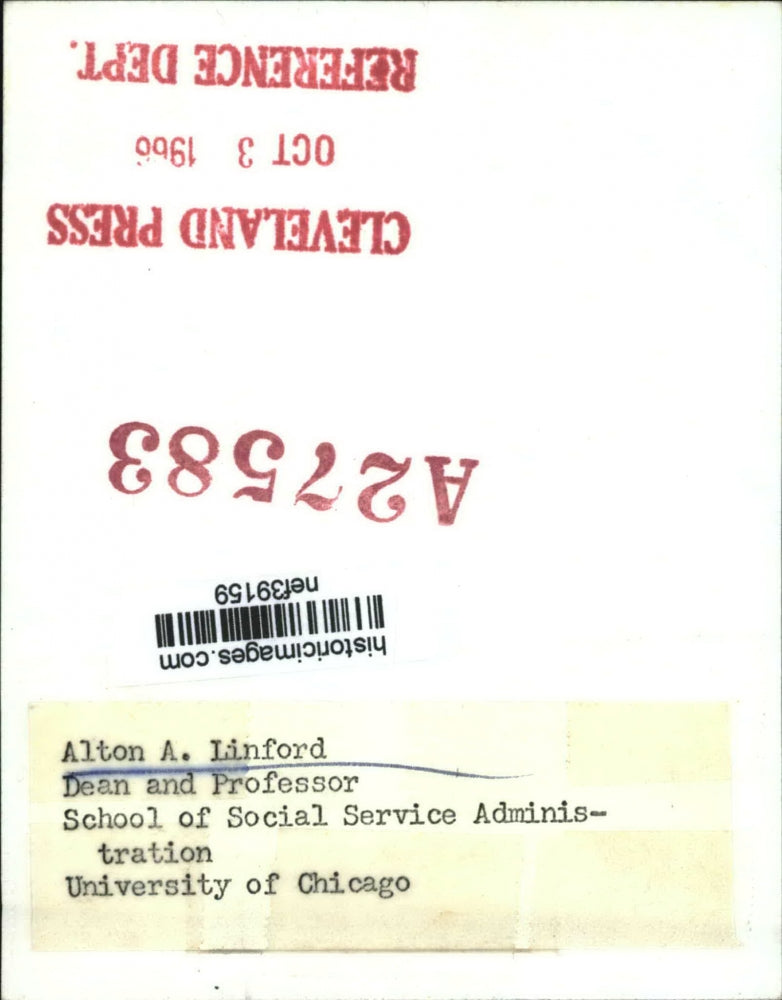 REFERENCE DEPT.
OCT 3 1966
CLEVELAND PRESS
A27583
nef39159
historicimages.com
Alton A. Linford
Dean and Professor
School of Social Service Adminis-
tration
University of Chicago